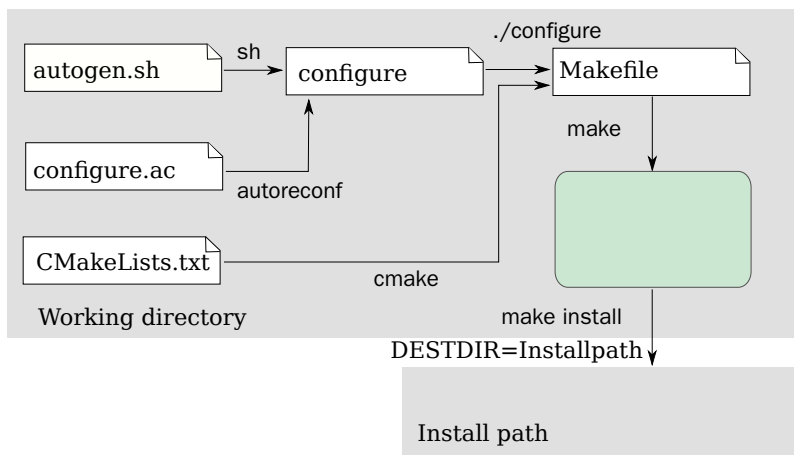 ./configure
sh
autogen.sh
configure
Makefile
make
configure.ac
autoreconf
CMakeLists.txt
cmake
Working directory
make install
DESTDIR=Installpath
Install path